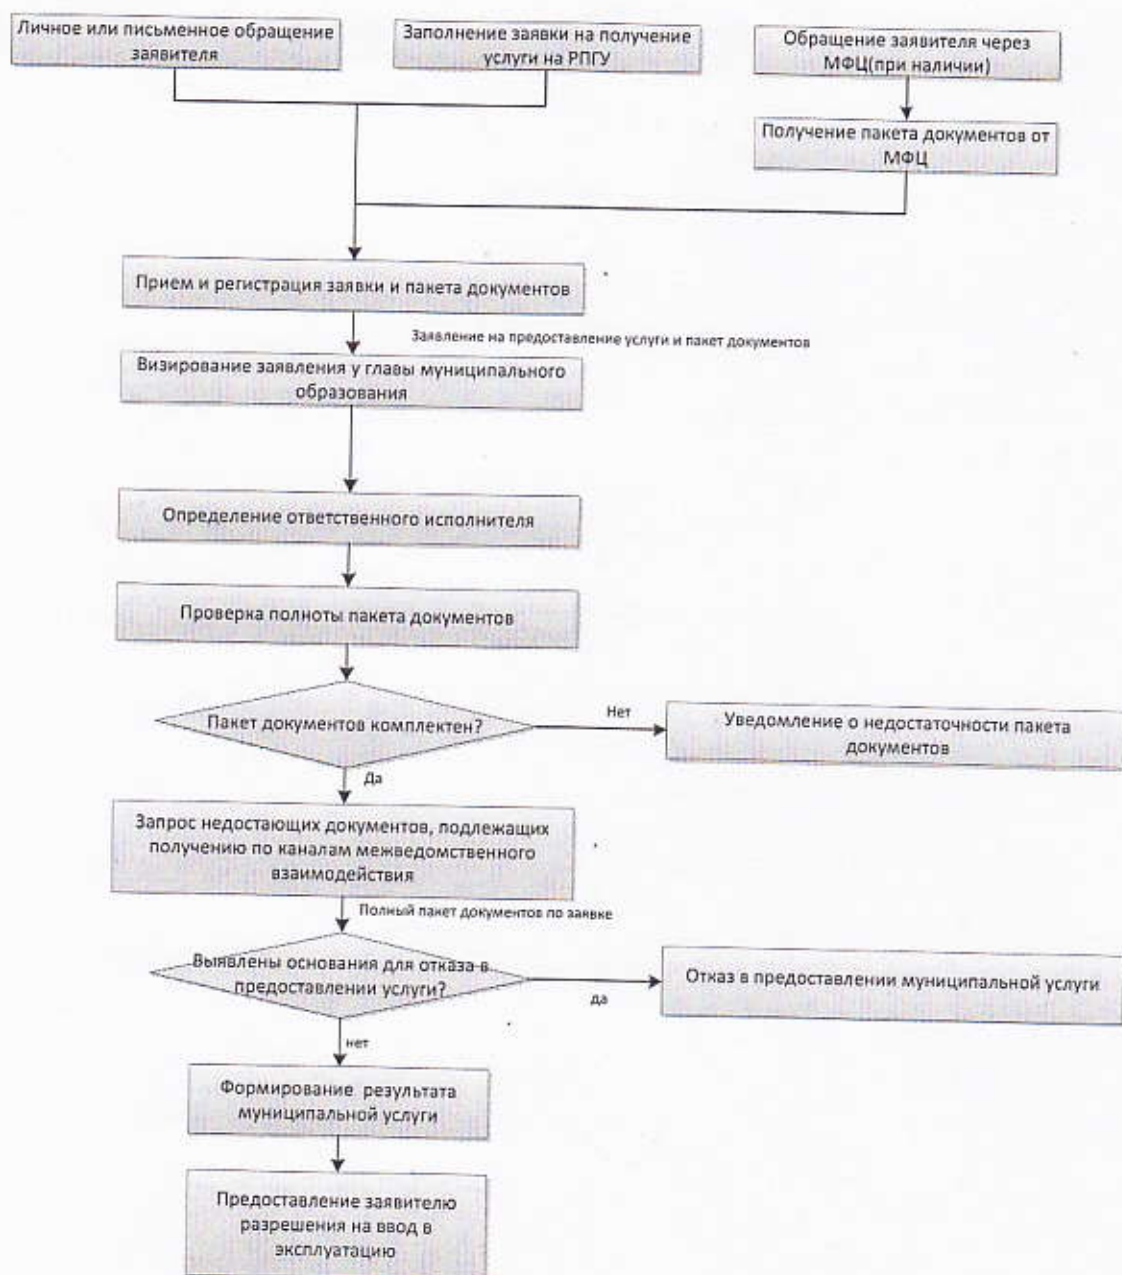 Личное или письменное обращение
заявителя
Заполнение заявки на получение
услуги на РПГУ
Обращение заявителя через
МФЦ(при наличии)
Получение пакета документов от
МФЦ
Прием и регистрация заявки и пакета документов
Заявление на предоставление услуги и пакет документов
Визирование заявления у главы муниципального
образования
Определение ответственного исполнителя
Проверка полноты пакета документов
Пакет документов комплектен?
Нет
Уведомление о недостаточности пакета
документов
Да
Запрос недостающих документов, подлежащих
получению по каналам межведомственного
взаимодействия
Полный пакет документов по заявке
Выявлены основания для отказа в
предоставлении услуги?
да
Отказ в предоставлении муниципальной услуги
нет
Формирование результата
муниципальной услуги
Предоставление заявителю
разрешения на ввод в
эксплуатацию